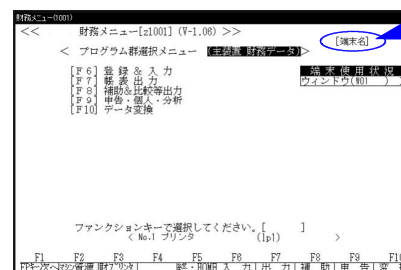 財務メニュー(1001)
<< 財務メニュー[z1001] (V-1.06) >>
[端末名]
< プログラム群選択メニュー (主装置 財務データ)>
[F 6] 登 録 & 入 力
[F 7] 帳 表 出 力
[F 8] 補助&比較等出力
[F 9] 申告・個人・分析
[F10] データ変換
端 末 使 用 状 況
ウィンドウ(W01 )
ファンクションキーで選択してください。[ ]
< No.1 プリンタ (lp1) >
F1 F2 F3 F4 F5 F6 F7 F8 F9 F10
終・HOME 入 力 出 力 補 助 申 告 変